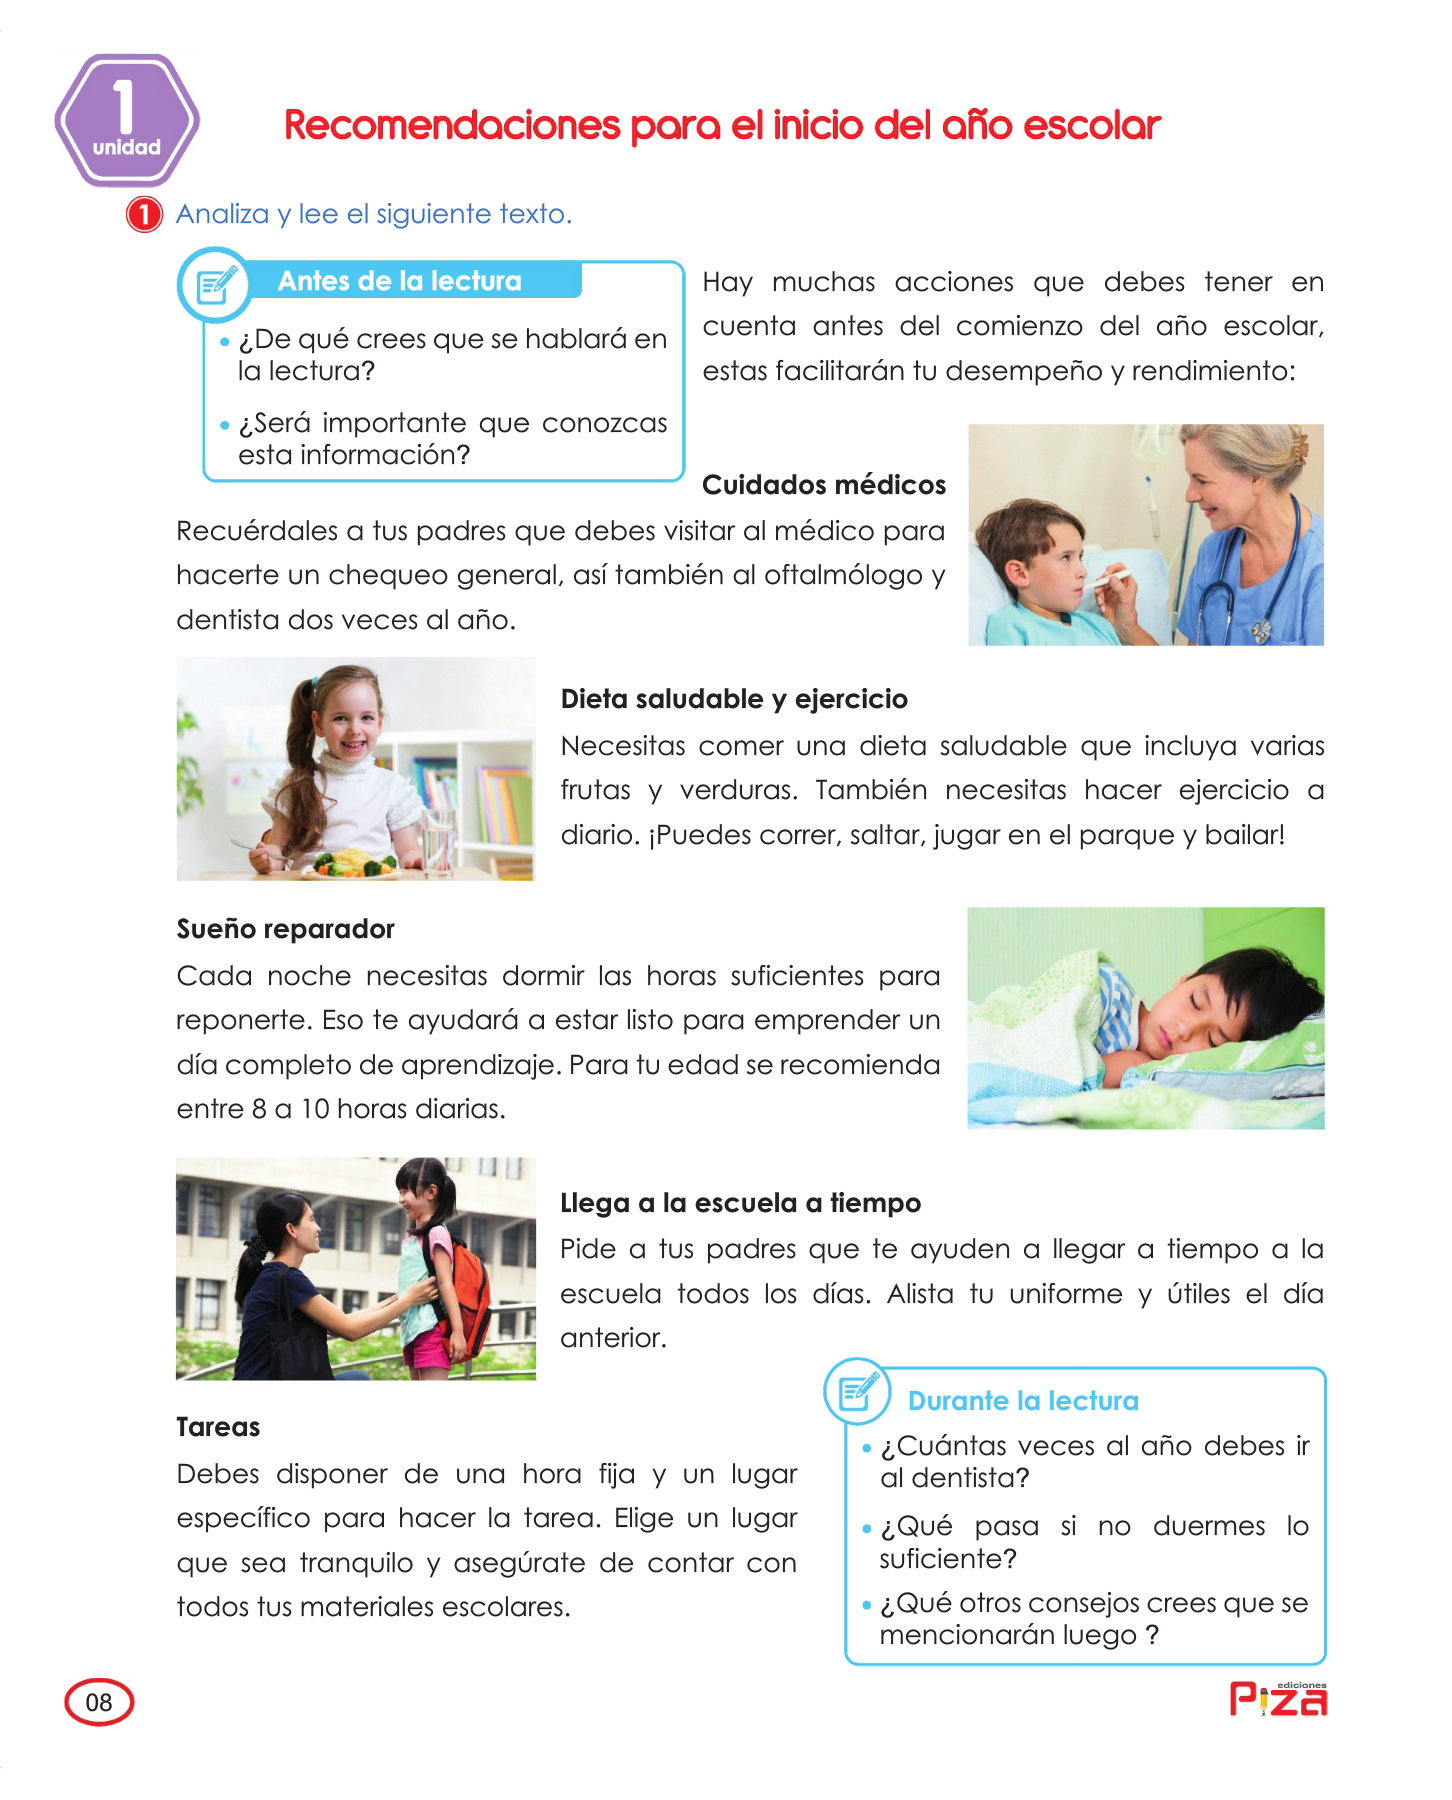 1
unidad
Recomendaciones para el inicio del año escolar
1 Analiza y lee el siguiente texto.
Antes de la lectura
• ¿De qué crees que se hablará en
la lectura?
• ¿Será importante que conozcas
esta información?
Hay muchas acciones que debes tener en
cuenta antes del comienzo del año escolar,
estas facilitarán tu desempeño y rendimiento:
Cuidados médicos
Recuérdales a tus padres que debes visitar al médico para
hacerte un chequeo general, así también al oftalmólogo y
dentista dos veces al año.
Dieta saludable y ejercicio
Necesitas comer una dieta saludable que incluya varias
frutas y verduras. También necesitas hacer ejercicio a
diario. ¡Puedes correr, saltar, jugar en el parque y bailar!
Sueño reparador
Cada noche necesitas dormir las horas suficientes para
reponerte. Eso te ayudará a estar listo para emprender un
día completo de aprendizaje. Para tu edad se recomienda
entre 8 a 10 horas diarias.
Llega a la escuela a tiempo
Pide a tus padres que te ayuden a llegar a tiempo a la
escuela todos los días. Alista tu uniforme y útiles el día
anterior.
Tareas
Debes disponer de una hora fija y un lugar
específico para hacer la tarea. Elige un lugar
que sea tranquilo y asegúrate de contar con
todos tus materiales escolares.
Durante la lectura
• ¿Cuántas veces al año debes ir
al dentista?
• ¿Qué pasa si no duermes lo
suficiente?
• ¿Qué otros consejos crees que se
mencionarán luego ?
08
ediciones
Piza